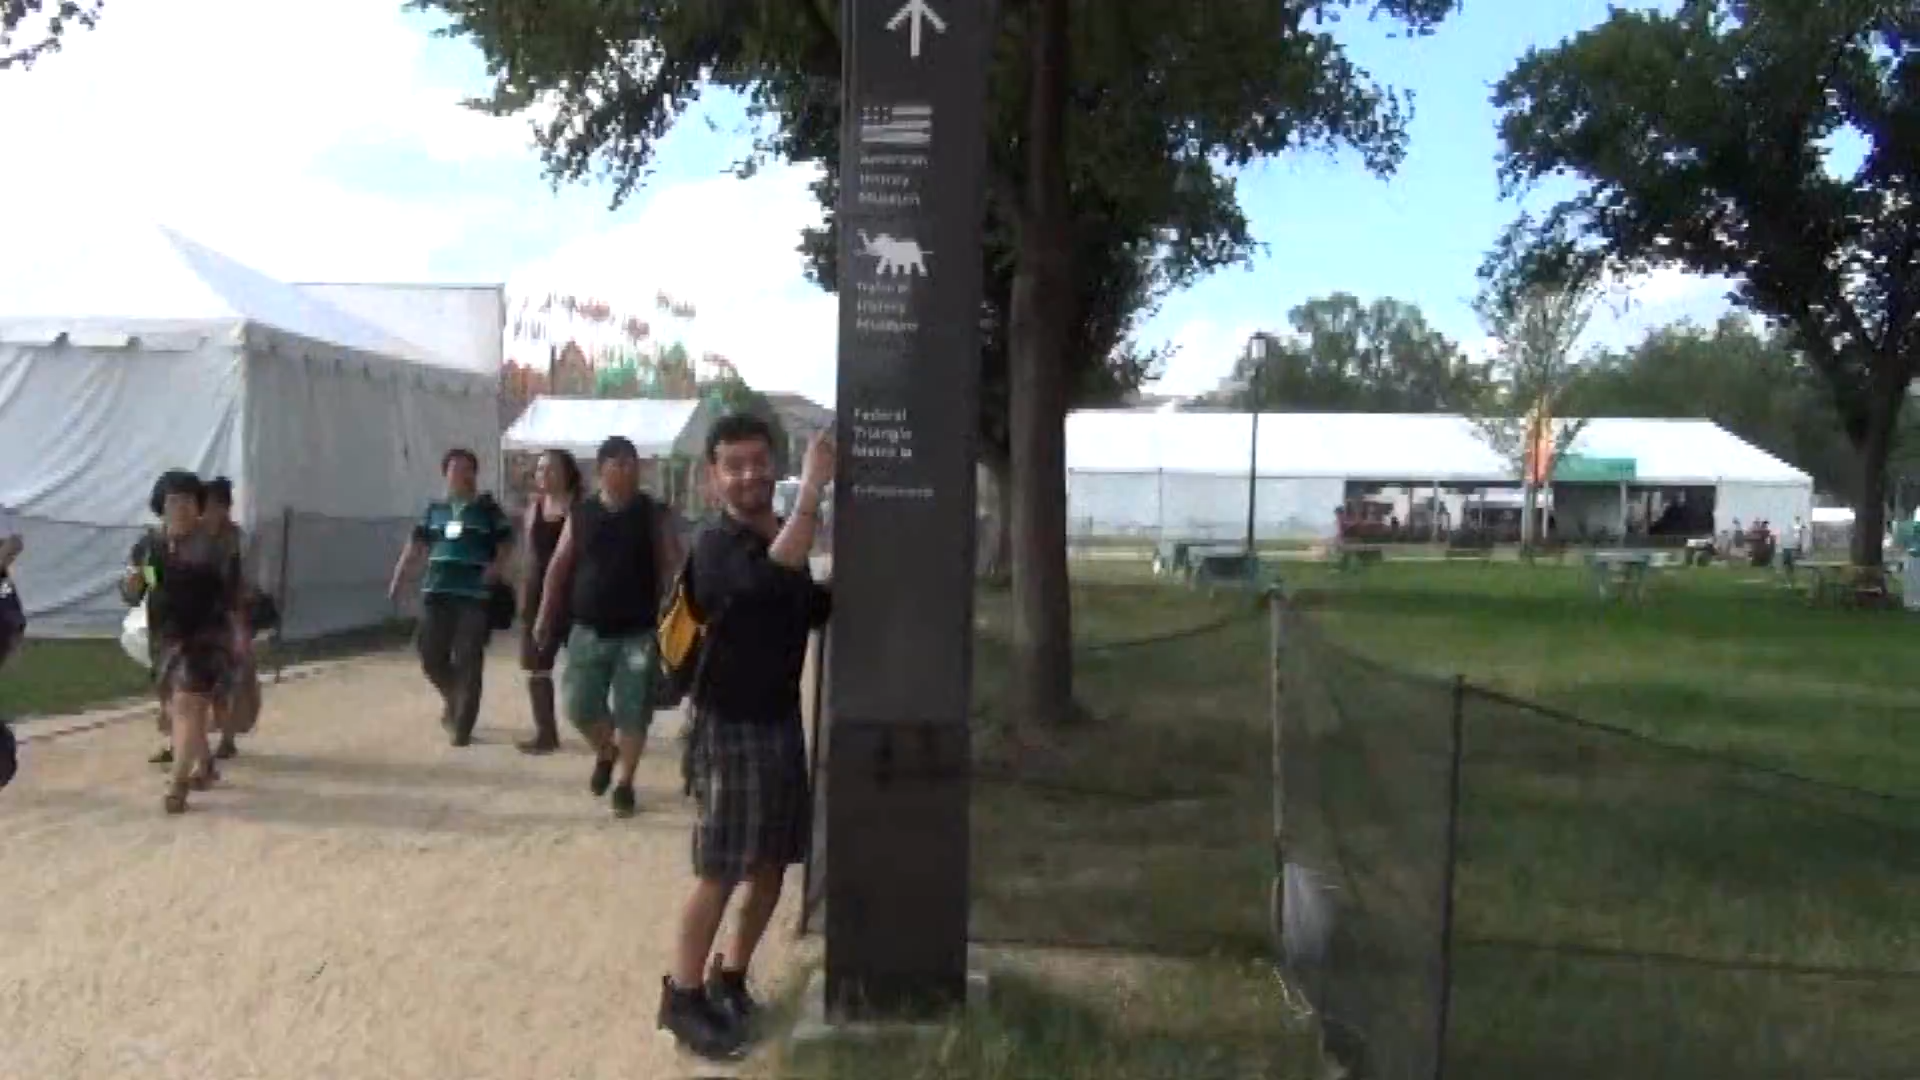 American
History
Museum
Natural
History
Museum
Federal
Triangle
Metro